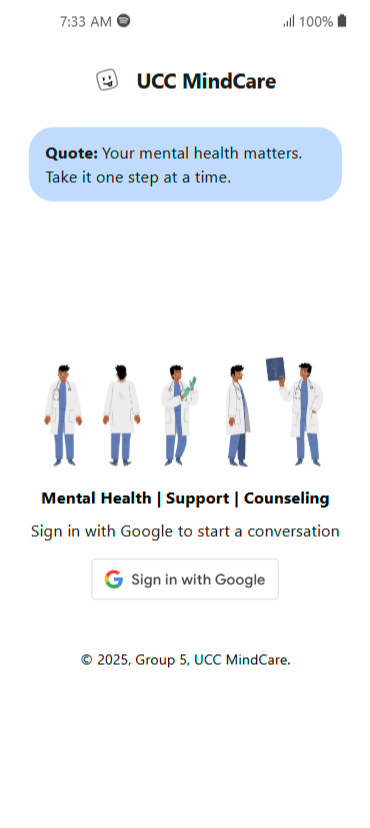 7:33 AM 100%
UCC MindCare
Quote: Your mental health matters.
Take it one step at a time.
Mental Health | Support | Counseling
Sign in with Google to start a conversation
Sign in with Google
© 2025, Group 5, UCC MindCare.